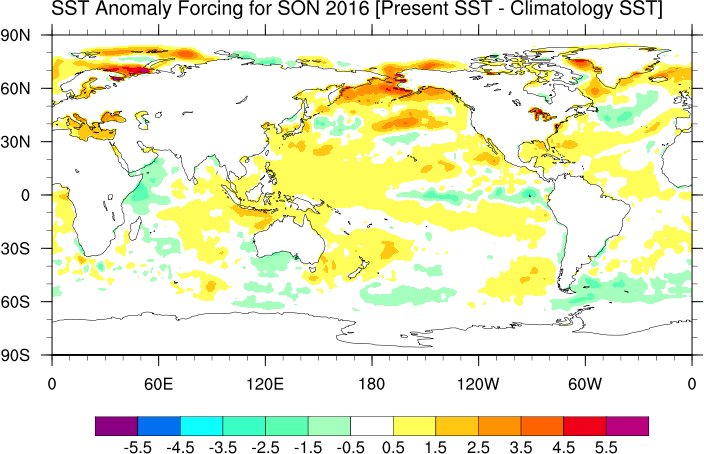 SST Anomaly Forcing for SON 2016 [Present SST - Climatology SST]
90N
60N
30N
0
30S
60S
90S
0 60E 120E 180 120W 60W 0
-5.5 -4.5 -3.5 -2.5 -1.5 -0.5 0.5 1.5 2.5 3.5 4.5 5.5